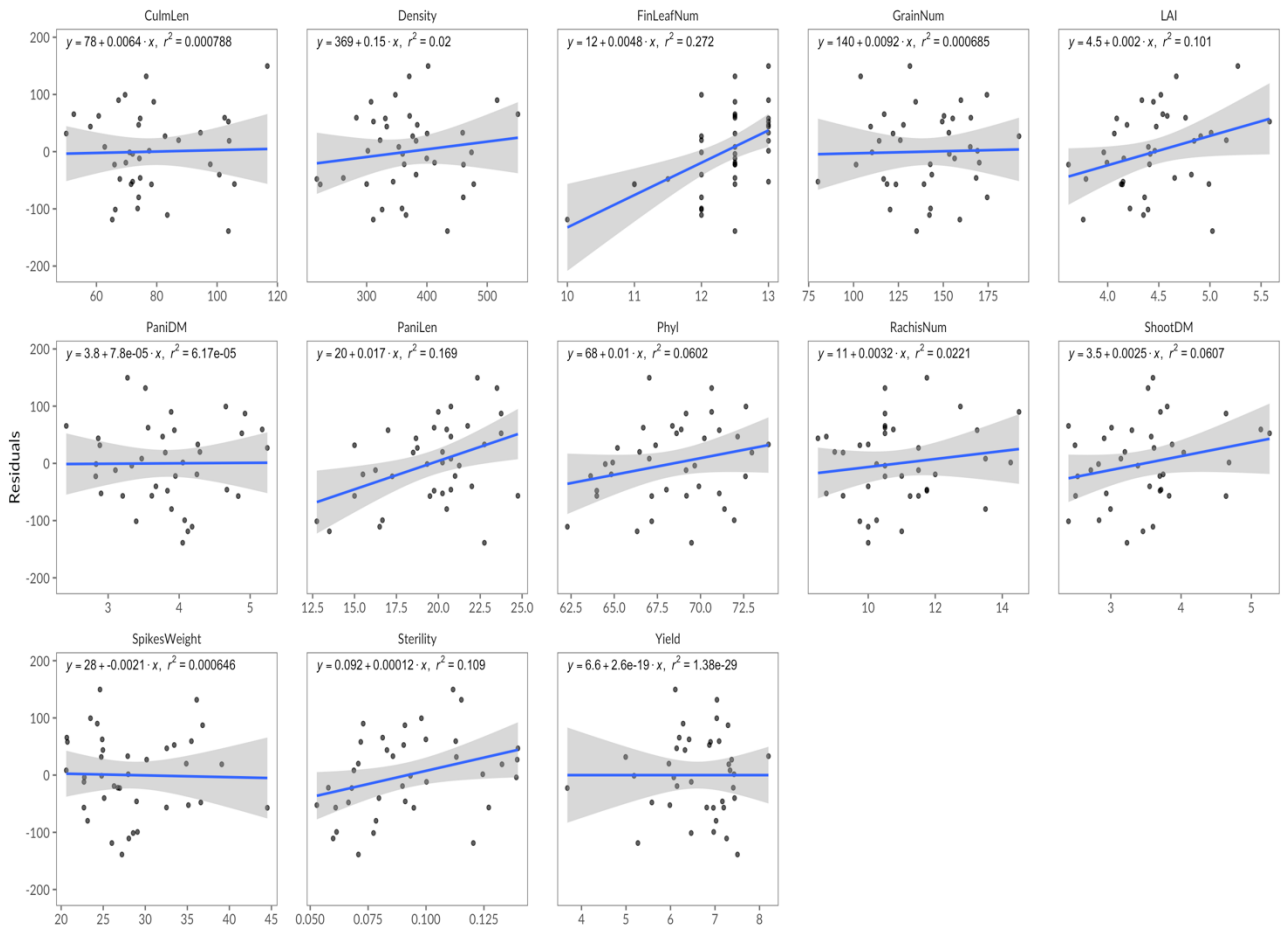 CulmLen Density FinLeafNum GrainNum LAI
y = 78 + 0.0064 · x, r² = 0.000788 y = 369 + 0.15 · x, r² = 0.02 y = 12 + 0.0048 · x, r² = 0.272 y = 140 + 0.0092 · x, r² = 0.000685 y = 4.5 + 0.002 · x, r² = 0.101
200
100
0
-100
-200
60 80 100 120 300 400 500 10 11 12 13 75 100 125 150 175 4.0 4.5 5.0 5.5
PaniDM PaniLen Phyl RachisNum ShootDM
y = 3.8 + 7.8e-05 · x, r² = 6.17e-05 y = 20 + 0.017 · x, r² = 0.169 y = 68 + 0.01 · x, r² = 0.0602 y = 11 + 0.0032 · x, r² = 0.0221 y = 3.5 + 0.0025 · x, r² = 0.0607
200
100
0
-100
-200
Residuals
3 4 5 12.5 15.0 17.5 20.0 22.5 25.0 62.5 65.0 67.5 70.0 72.5 10 12 14 3 4 5
SpikesWeight Sterility Yield
y = 28 + -0.0021 · x, r² = 0.000646 y = 0.092 + 0.00012 · x, r² = 0.109 y = 6.6 + 2.6e-19 · x, r² = 1.38e-29
200
100
0
-100
-200
20 25 30 35 40 45 0.050 0.075 0.100 0.125 4 5 6 7 8